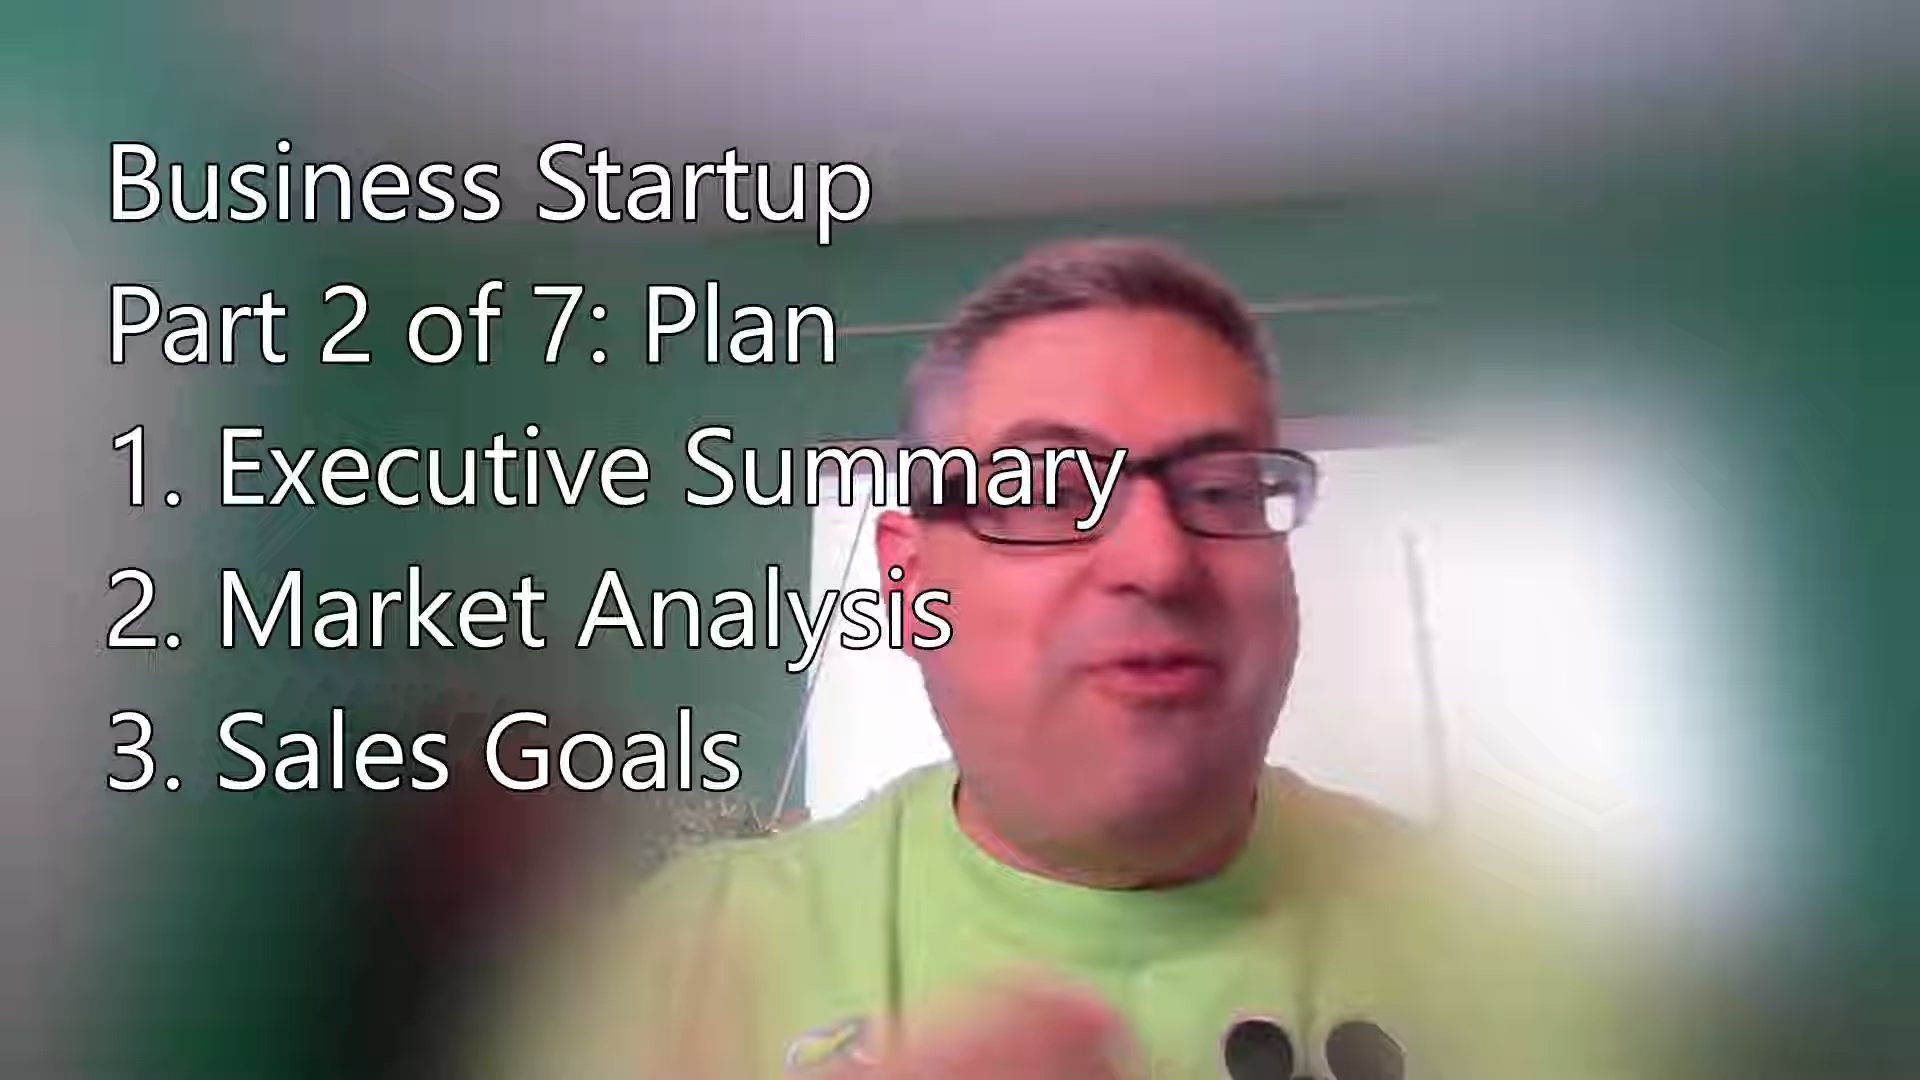 Business Startup
Part 2 of 7: Plan
1. Executive Summary
2. Market Analysis
3. Sales Goals